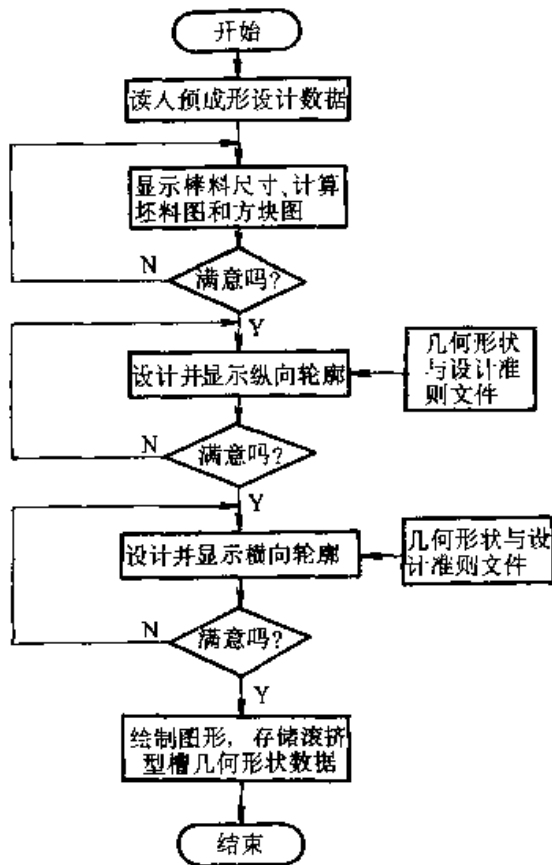 开始
读入预成形设计数据
显示棒料尺寸、计算
坯料图和方块图
N
满意吗?
Y
设计并显示纵向轮廓
几何形状
与设计准
则文件
N
满意吗?
Y
设计并显示横向轮廓
几何形状与设
计准则文件
N
满意吗?
Y
绘制图形，存储滚挤
型槽几何形状数据
结束